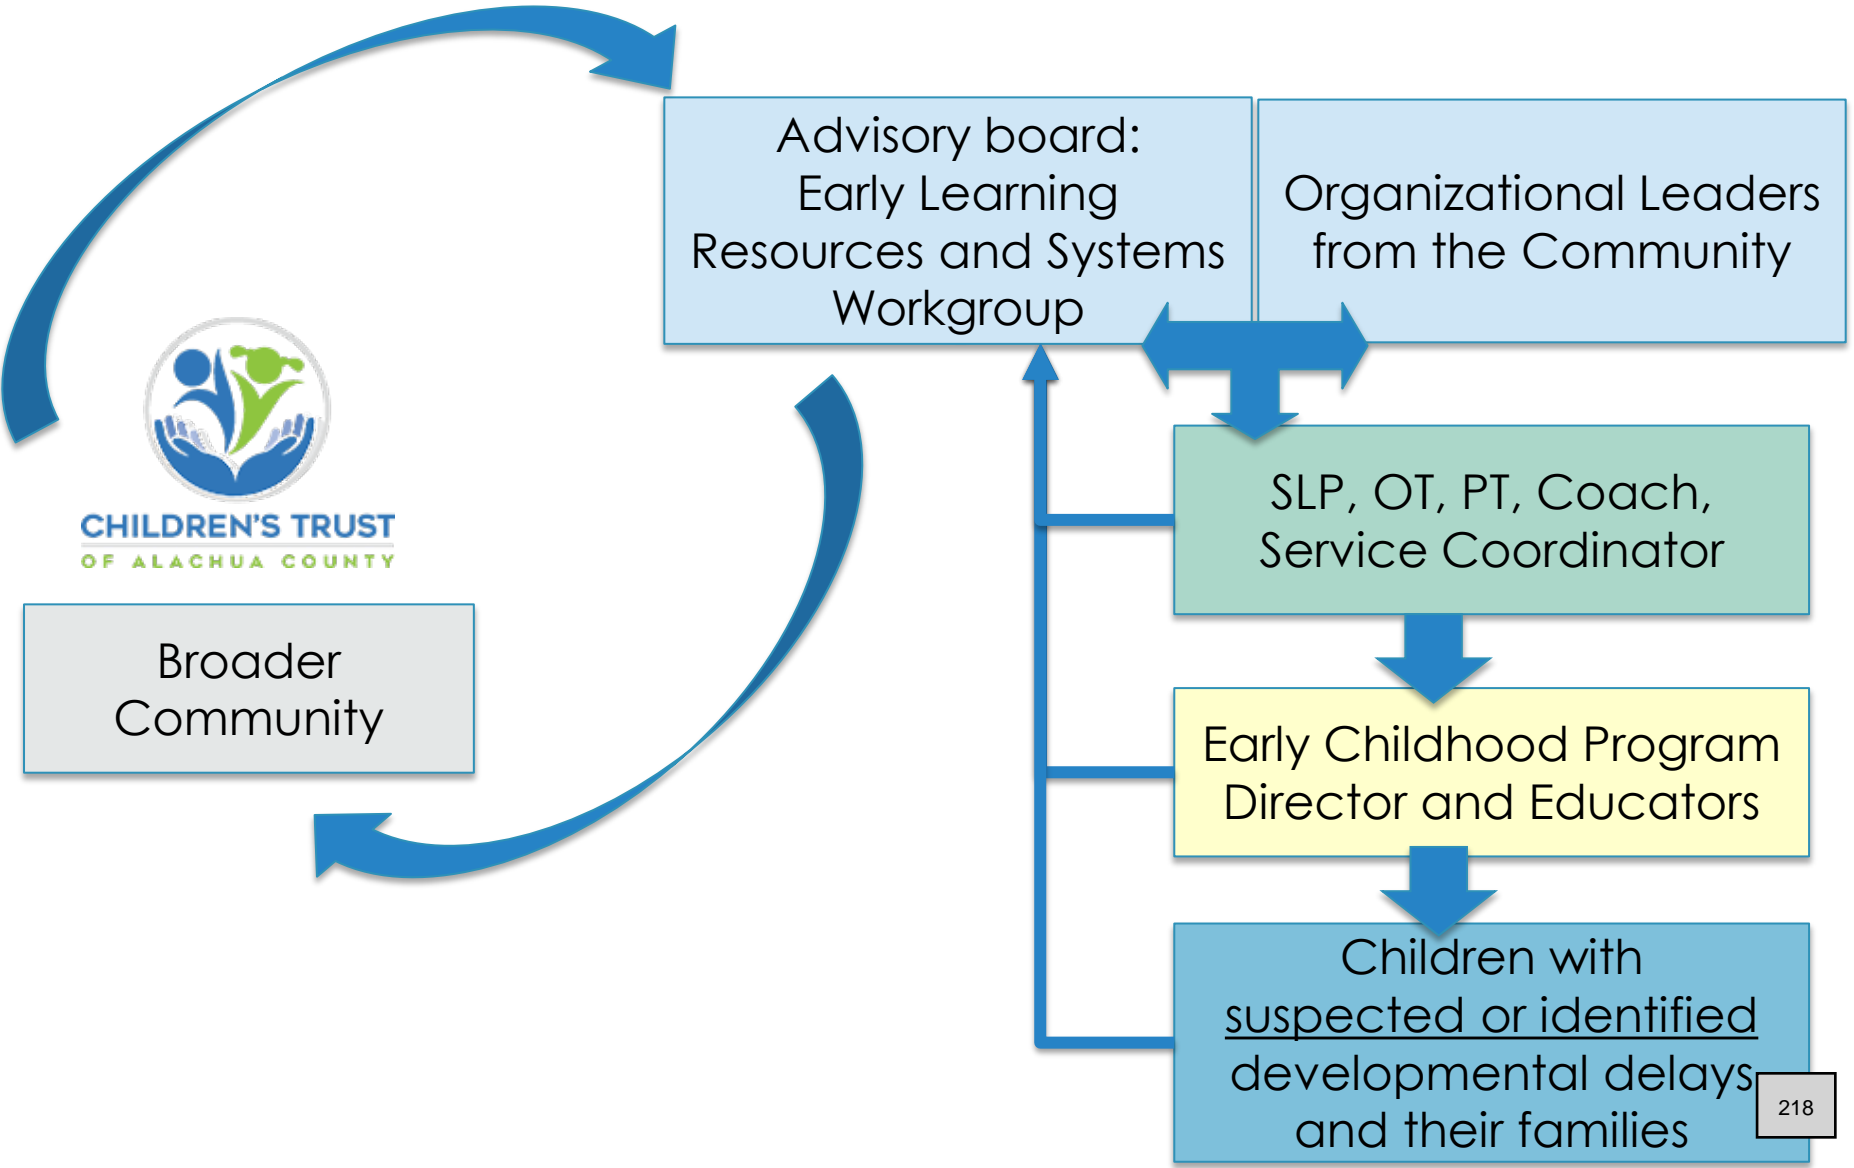 Advisory board:
Early Learning
Resources and Systems
Workgroup
Organizational Leaders
from the Community
CHILDREN'S TRUST
OF ALACHUA COUNTY
Broader
Community
SLP, OT, PT, Coach,
Service Coordinator
Early Childhood Program
Director and Educators
Children with
suspected or identified
developmental delays
and their families
218